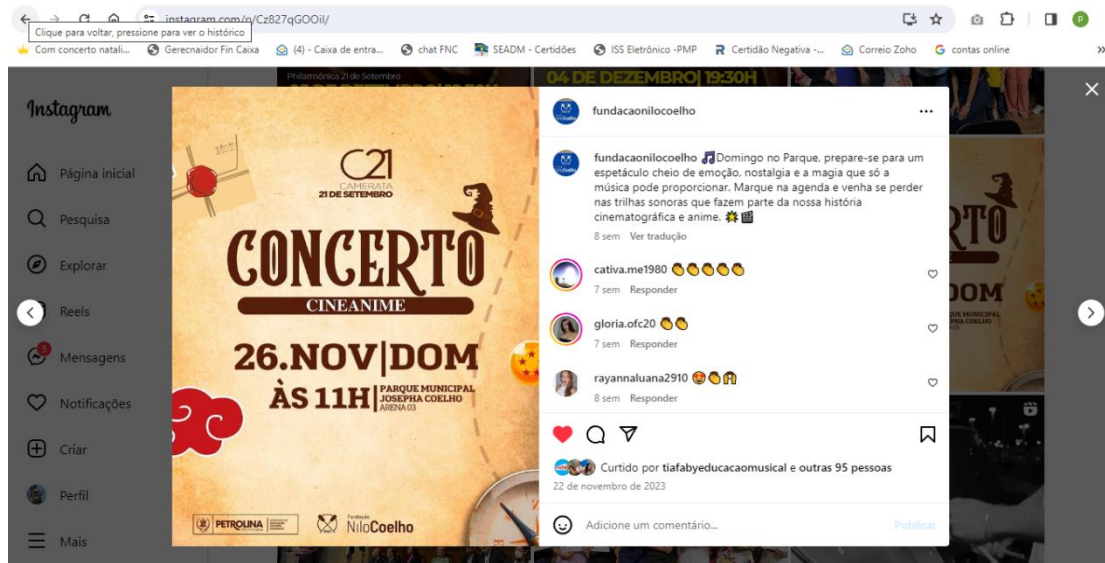 instagram.com/p/Cz827qGOOil/
Clique para voltar, pressione para ver o histórico
Com concerto natali...
Gerecnaidor Fin Caixa
(4) - Caixa de entra...
chat FNC
SEADM - Certidões
ISS Eletrônico -PMP
Certidão Negativa -...
Correio Zoho
contas online
P
Instagram
Página inicial
Pesquisa
Explorar
Reels
3
Mensagens
Notificações
Criar
Perfil
Mais
Philarmônica 21 de Setembro
04 DE DEZEMBRO| 19:30H
C21
CAMERATA
21 DE SETEMBRO
CONCERTO
CINEANIME
26.NOV|DOM
ÀS 11H|
PARQUE MUNICIPAL
JOSEPHA COELHO
ARENA 03
PETROLINA
Fundação
NiloCoelho
fundacaonilocoelho
fundacaonilocoelho 🎵Domingo no Parque, prepare-se para um
espetáculo cheio de emoção, nostalgia e a magia que só a
música pode proporcionar. Marque na agenda e venha se perder
nas trilhas sonoras que fazem parte da nossa história
cinematográfica e anime. 💥🎬
8 sem Ver tradução
cativa.me1980 👏👏👏👏👏
7 sem Responder
gloria.ofc20 👏👏
7 sem Responder
rayannaluana2910 😍👏🙌
8 sem Responder
Curtido por tiafabyeducacaomusical e outras 95 pessoas
22 de novembro de 2023
Adicione um comentário...
Publicar